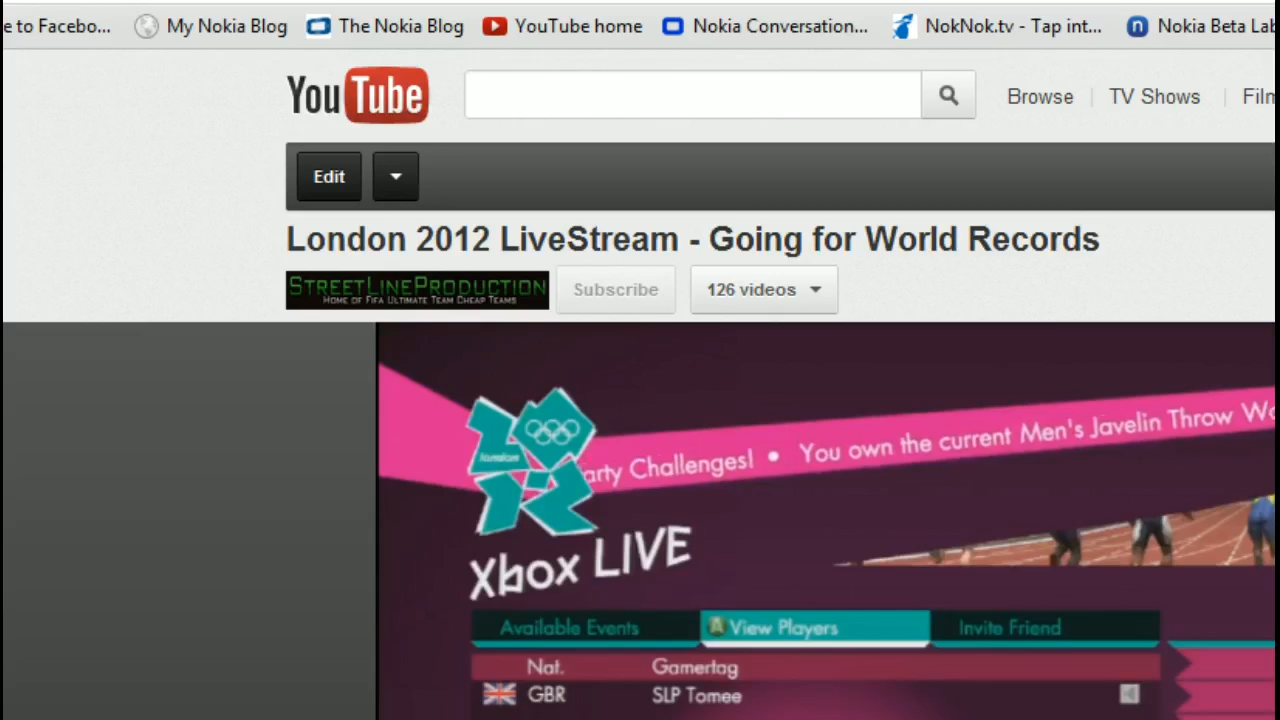 e to Facebo... My Nokia Blog The Nokia Blog YouTube home Nokia Conversation... NokNok.tv - Tap int... Nokia Beta Lab
YouTube Browse TV Shows Film
Edit
London 2012 LiveStream - Going for World Records
StreetLineProduction
Home of Fifa Ultimate Team Cheap Teams
Subscribe 126 videos
arty Challenges! • You own the current Men's Javelin Throw Wo
london
Xbox LIVE
Available Events View Players Invite Friend
Nat. Gamertag
GBR SLP Tomee